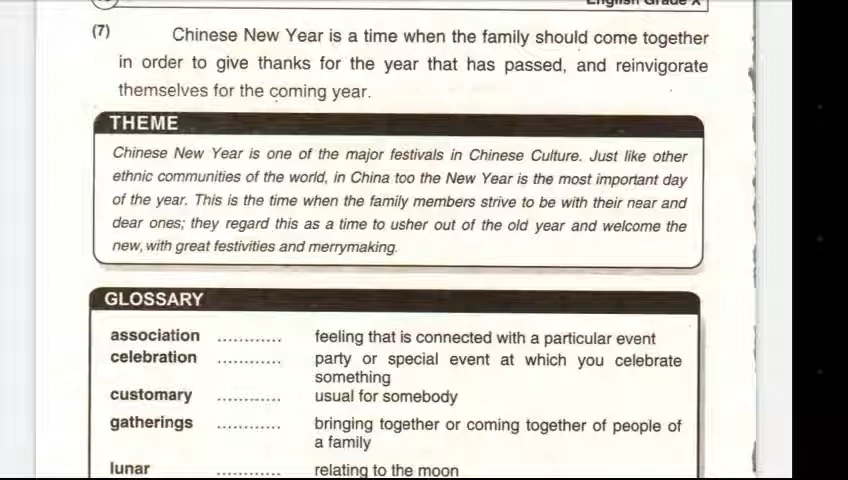 English Grade X
(7) Chinese New Year is a time when the family should come together
in order to give thanks for the year that has passed, and reinvigorate
themselves for the coming year.
THEME
Chinese New Year is one of the major festivals in Chinese Culture. Just like other
ethnic communities of the world, in China too the New Year is the most important day
of the year. This is the time when the family members strive to be with their near and
dear ones; they regard this as a time to usher out of the old year and welcome the
new, with great festivities and merrymaking.
GLOSSARY
association ............ feeling that is connected with a particular event
celebration ............ party or special event at which you celebrate
something
customary ............ usual for somebody
gatherings ............ bringing together or coming together of people of
a family
lunar ............ relating to the moon